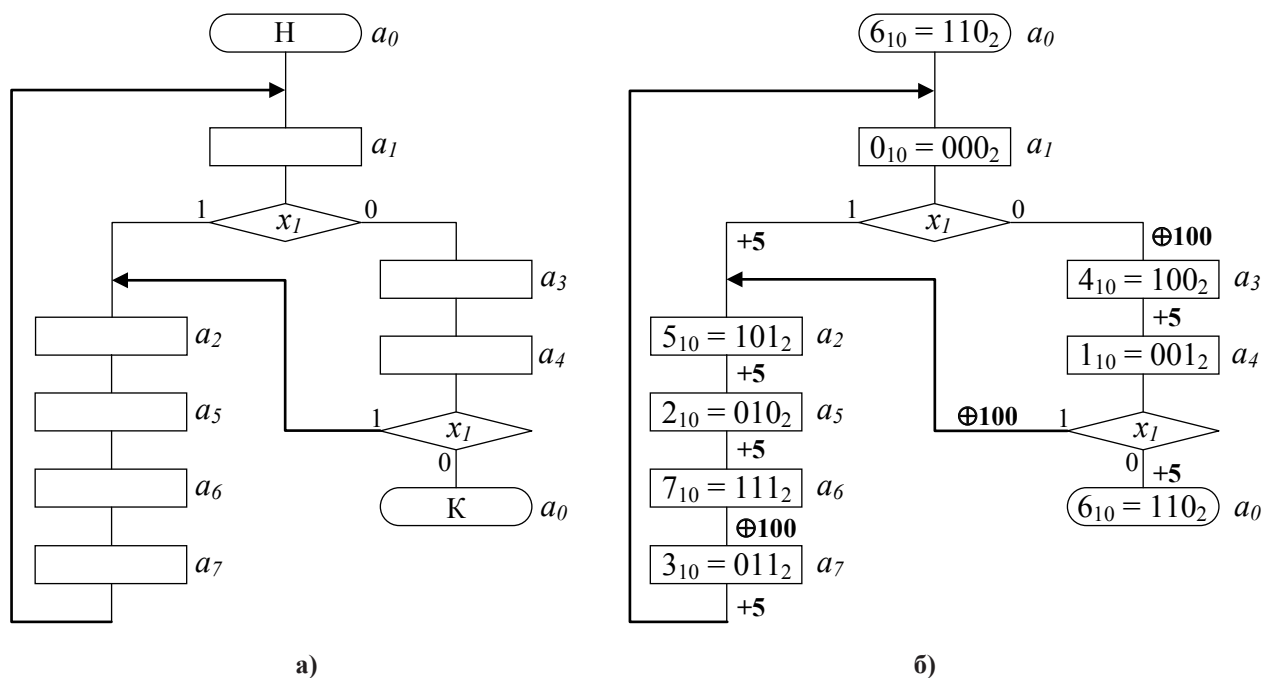 Н a₀
a₁
1 x₁ 0
a₃
a₂ a₄
a₅ 1 x₁
0
a₆ К a₀
a₇
а)
6₁₀ = 110₂ a₀
0₁₀ = 000₂ a₁
1 x₁ 0
+5 ⊕100
4₁₀ = 100₂ a₃
+5
5₁₀ = 101₂ a₂ 1₁₀ = 001₂ a₄
+5
2₁₀ = 010₂ a₅ ⊕100 1 x₁
+5 0 +5
7₁₀ = 111₂ a₆ 6₁₀ = 110₂ a₀
⊕100
3₁₀ = 011₂ a₇
+5
б)